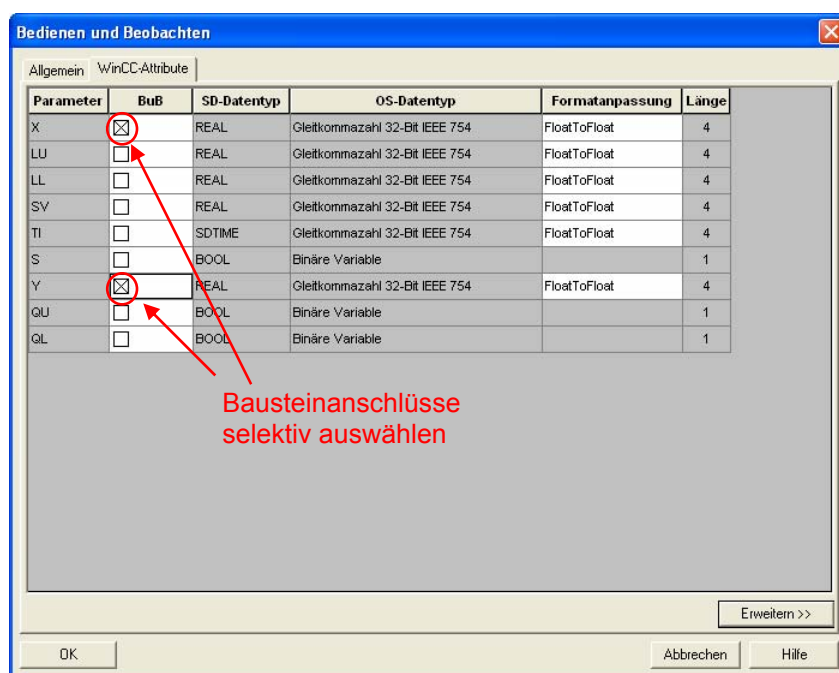 Bedienen und Beobachten
Allgemein WinCC-Attribute
Parameter BuB SD-Datentyp OS-Datentyp Formatanpassung Länge
X REAL Gleitkommazahl 32-Bit IEEE 754 FloatToFloat 4
LU REAL Gleitkommazahl 32-Bit IEEE 754 FloatToFloat 4
LL REAL Gleitkommazahl 32-Bit IEEE 754 FloatToFloat 4
SV REAL Gleitkommazahl 32-Bit IEEE 754 FloatToFloat 4
TI SDTIME Gleitkommazahl 32-Bit IEEE 754 FloatToFloat 4
S BOOL Binäre Variable 1
Y REAL Gleitkommazahl 32-Bit IEEE 754 FloatToFloat 4
QU BOOL Binäre Variable 1
QL BOOL Binäre Variable 1
Bausteinanschlüsse
selektiv auswählen
Erweitern >>
OK Abbrechen Hilfe